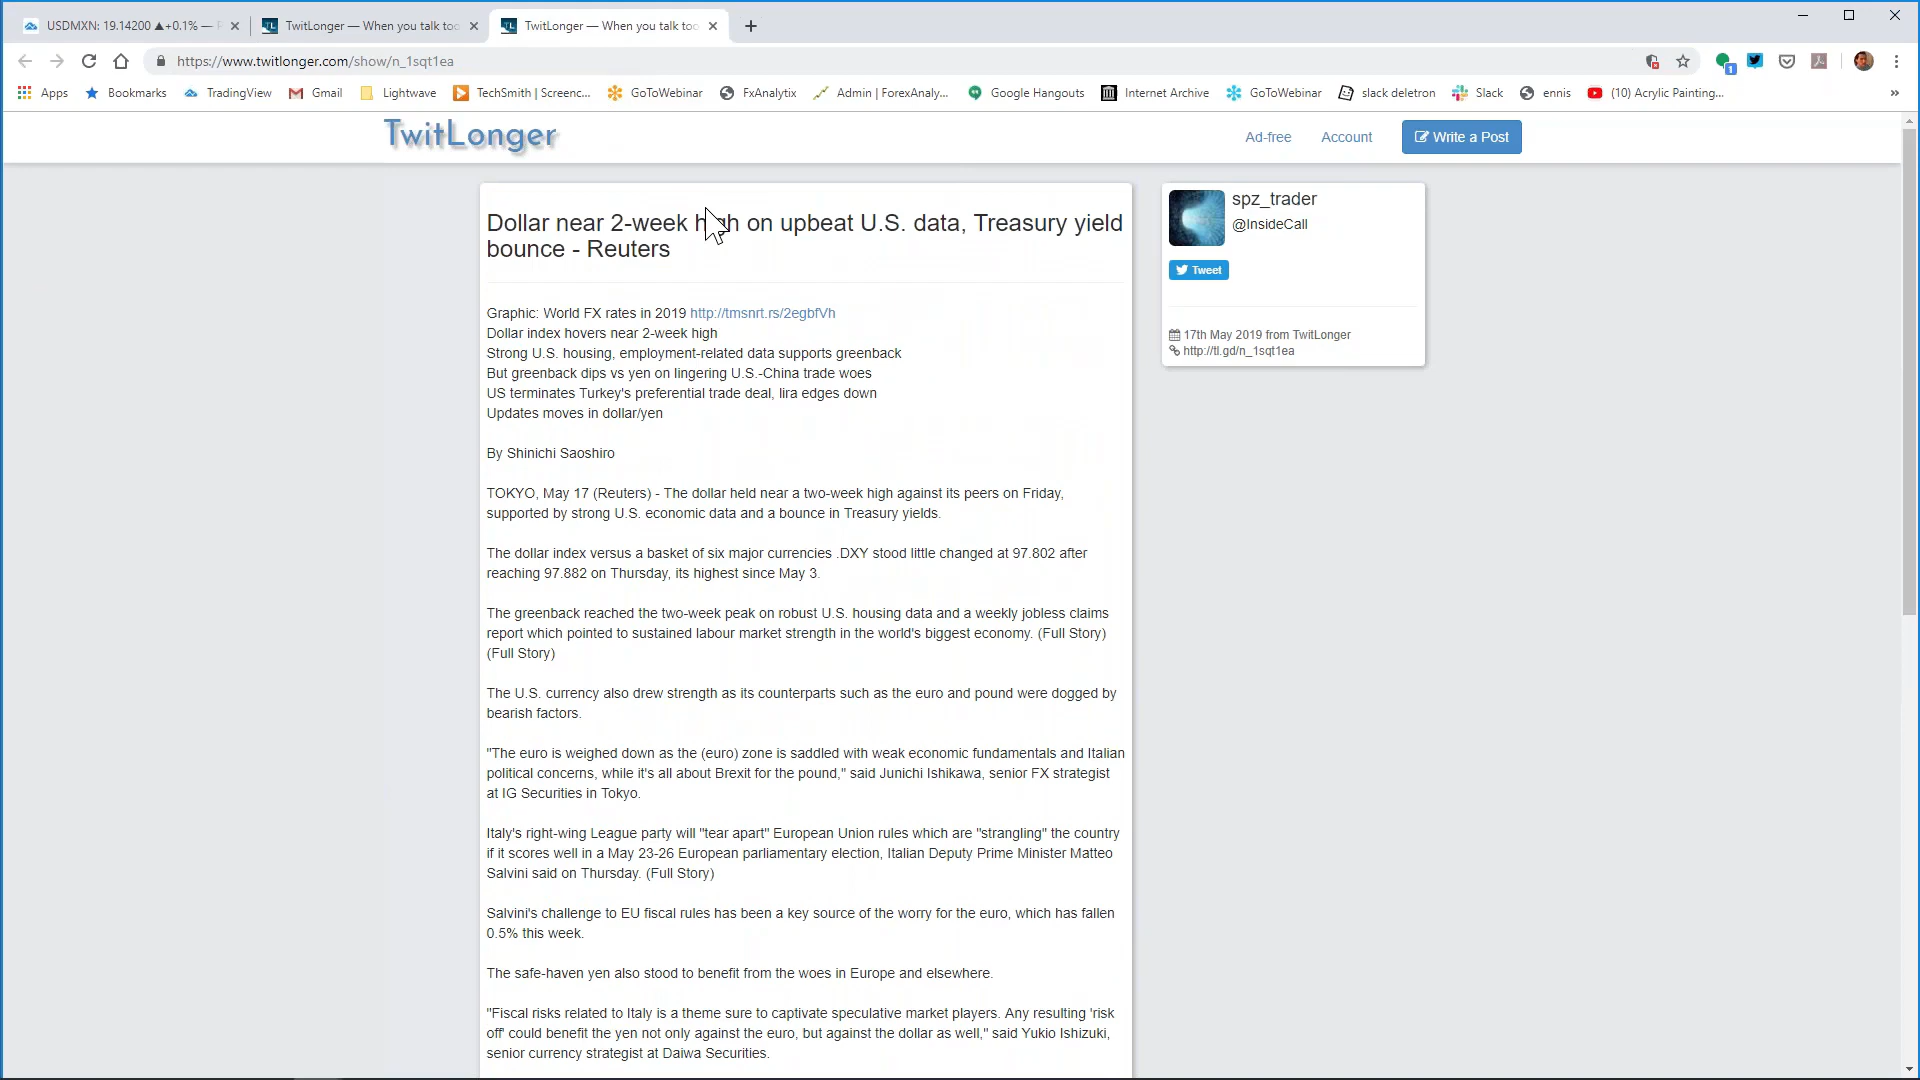 USDMXN: 19.14200 ▲+0.1% —
TwitLonger — When you talk too
TwitLonger — When you talk too
https://www.twitlonger.com/show/n_1sqt1ea
1
Apps
Bookmarks
TradingView
Gmail
Lightwave
TechSmith | Screenc...
GoToWebinar
FxAnalytix
Admin | ForexAnaly...
Google Hangouts
Internet Archive
GoToWebinar
slack deletron
Slack
ennis
(10) Acrylic Painting...
»
TwitLonger
Ad-free
Account
Write a Post
Dollar near 2-week high on upbeat U.S. data, Treasury yield
bounce - Reuters
Graphic: World FX rates in 2019 http://tmsnrt.rs/2egbfVh
Dollar index hovers near 2-week high
Strong U.S. housing, employment-related data supports greenback
But greenback dips vs yen on lingering U.S.-China trade woes
US terminates Turkey's preferential trade deal, lira edges down
Updates moves in dollar/yen
By Shinichi Saoshiro
TOKYO, May 17 (Reuters) - The dollar held near a two-week high against its peers on Friday,
supported by strong U.S. economic data and a bounce in Treasury yields.
The dollar index versus a basket of six major currencies .DXY stood little changed at 97.802 after
reaching 97.882 on Thursday, its highest since May 3.
The greenback reached the two-week peak on robust U.S. housing data and a weekly jobless claims
report which pointed to sustained labour market strength in the world's biggest economy. (Full Story)
(Full Story)
The U.S. currency also drew strength as its counterparts such as the euro and pound were dogged by
bearish factors.
"The euro is weighed down as the (euro) zone is saddled with weak economic fundamentals and Italian
political concerns, while it's all about Brexit for the pound," said Junichi Ishikawa, senior FX strategist
at IG Securities in Tokyo.
Italy's right-wing League party will "tear apart" European Union rules which are "strangling" the country
if it scores well in a May 23-26 European parliamentary election, Italian Deputy Prime Minister Matteo
Salvini said on Thursday. (Full Story)
Salvini's challenge to EU fiscal rules has been a key source of the worry for the euro, which has fallen
0.5% this week.
The safe-haven yen also stood to benefit from the woes in Europe and elsewhere.
"Fiscal risks related to Italy is a theme sure to captivate speculative market players. Any resulting 'risk
off' could benefit the yen not only against the euro, but against the dollar as well," said Yukio Ishizuki,
senior currency strategist at Daiwa Securities.
spz_trader
@InsideCall
Tweet
17th May 2019 from TwitLonger
http://tl.gd/n_1sqt1ea